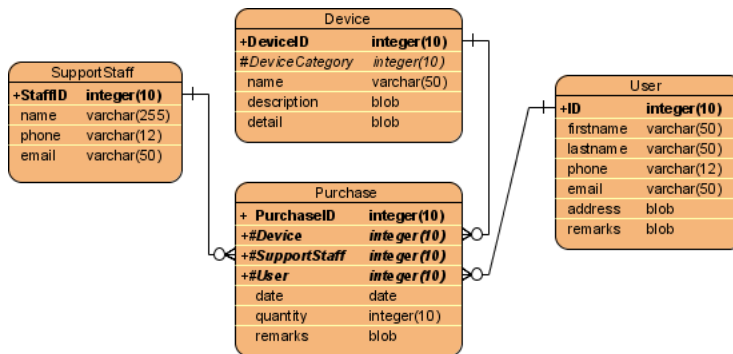 Device
+DeviceID integer(10)
#DeviceCategory integer(10)
name varchar(50)
description blob
detail blob
SupportStaff
+StaffID integer(10)
name varchar(255)
phone varchar(12)
email varchar(50)
User
+ID integer(10)
firstname varchar(50)
lastname varchar(50)
phone varchar(12)
email varchar(50)
address blob
remarks blob
Purchase
+ PurchaseID integer(10)
+#Device integer(10)
+#SupportStaff integer(10)
+#User integer(10)
date date
quantity integer(10)
remarks blob